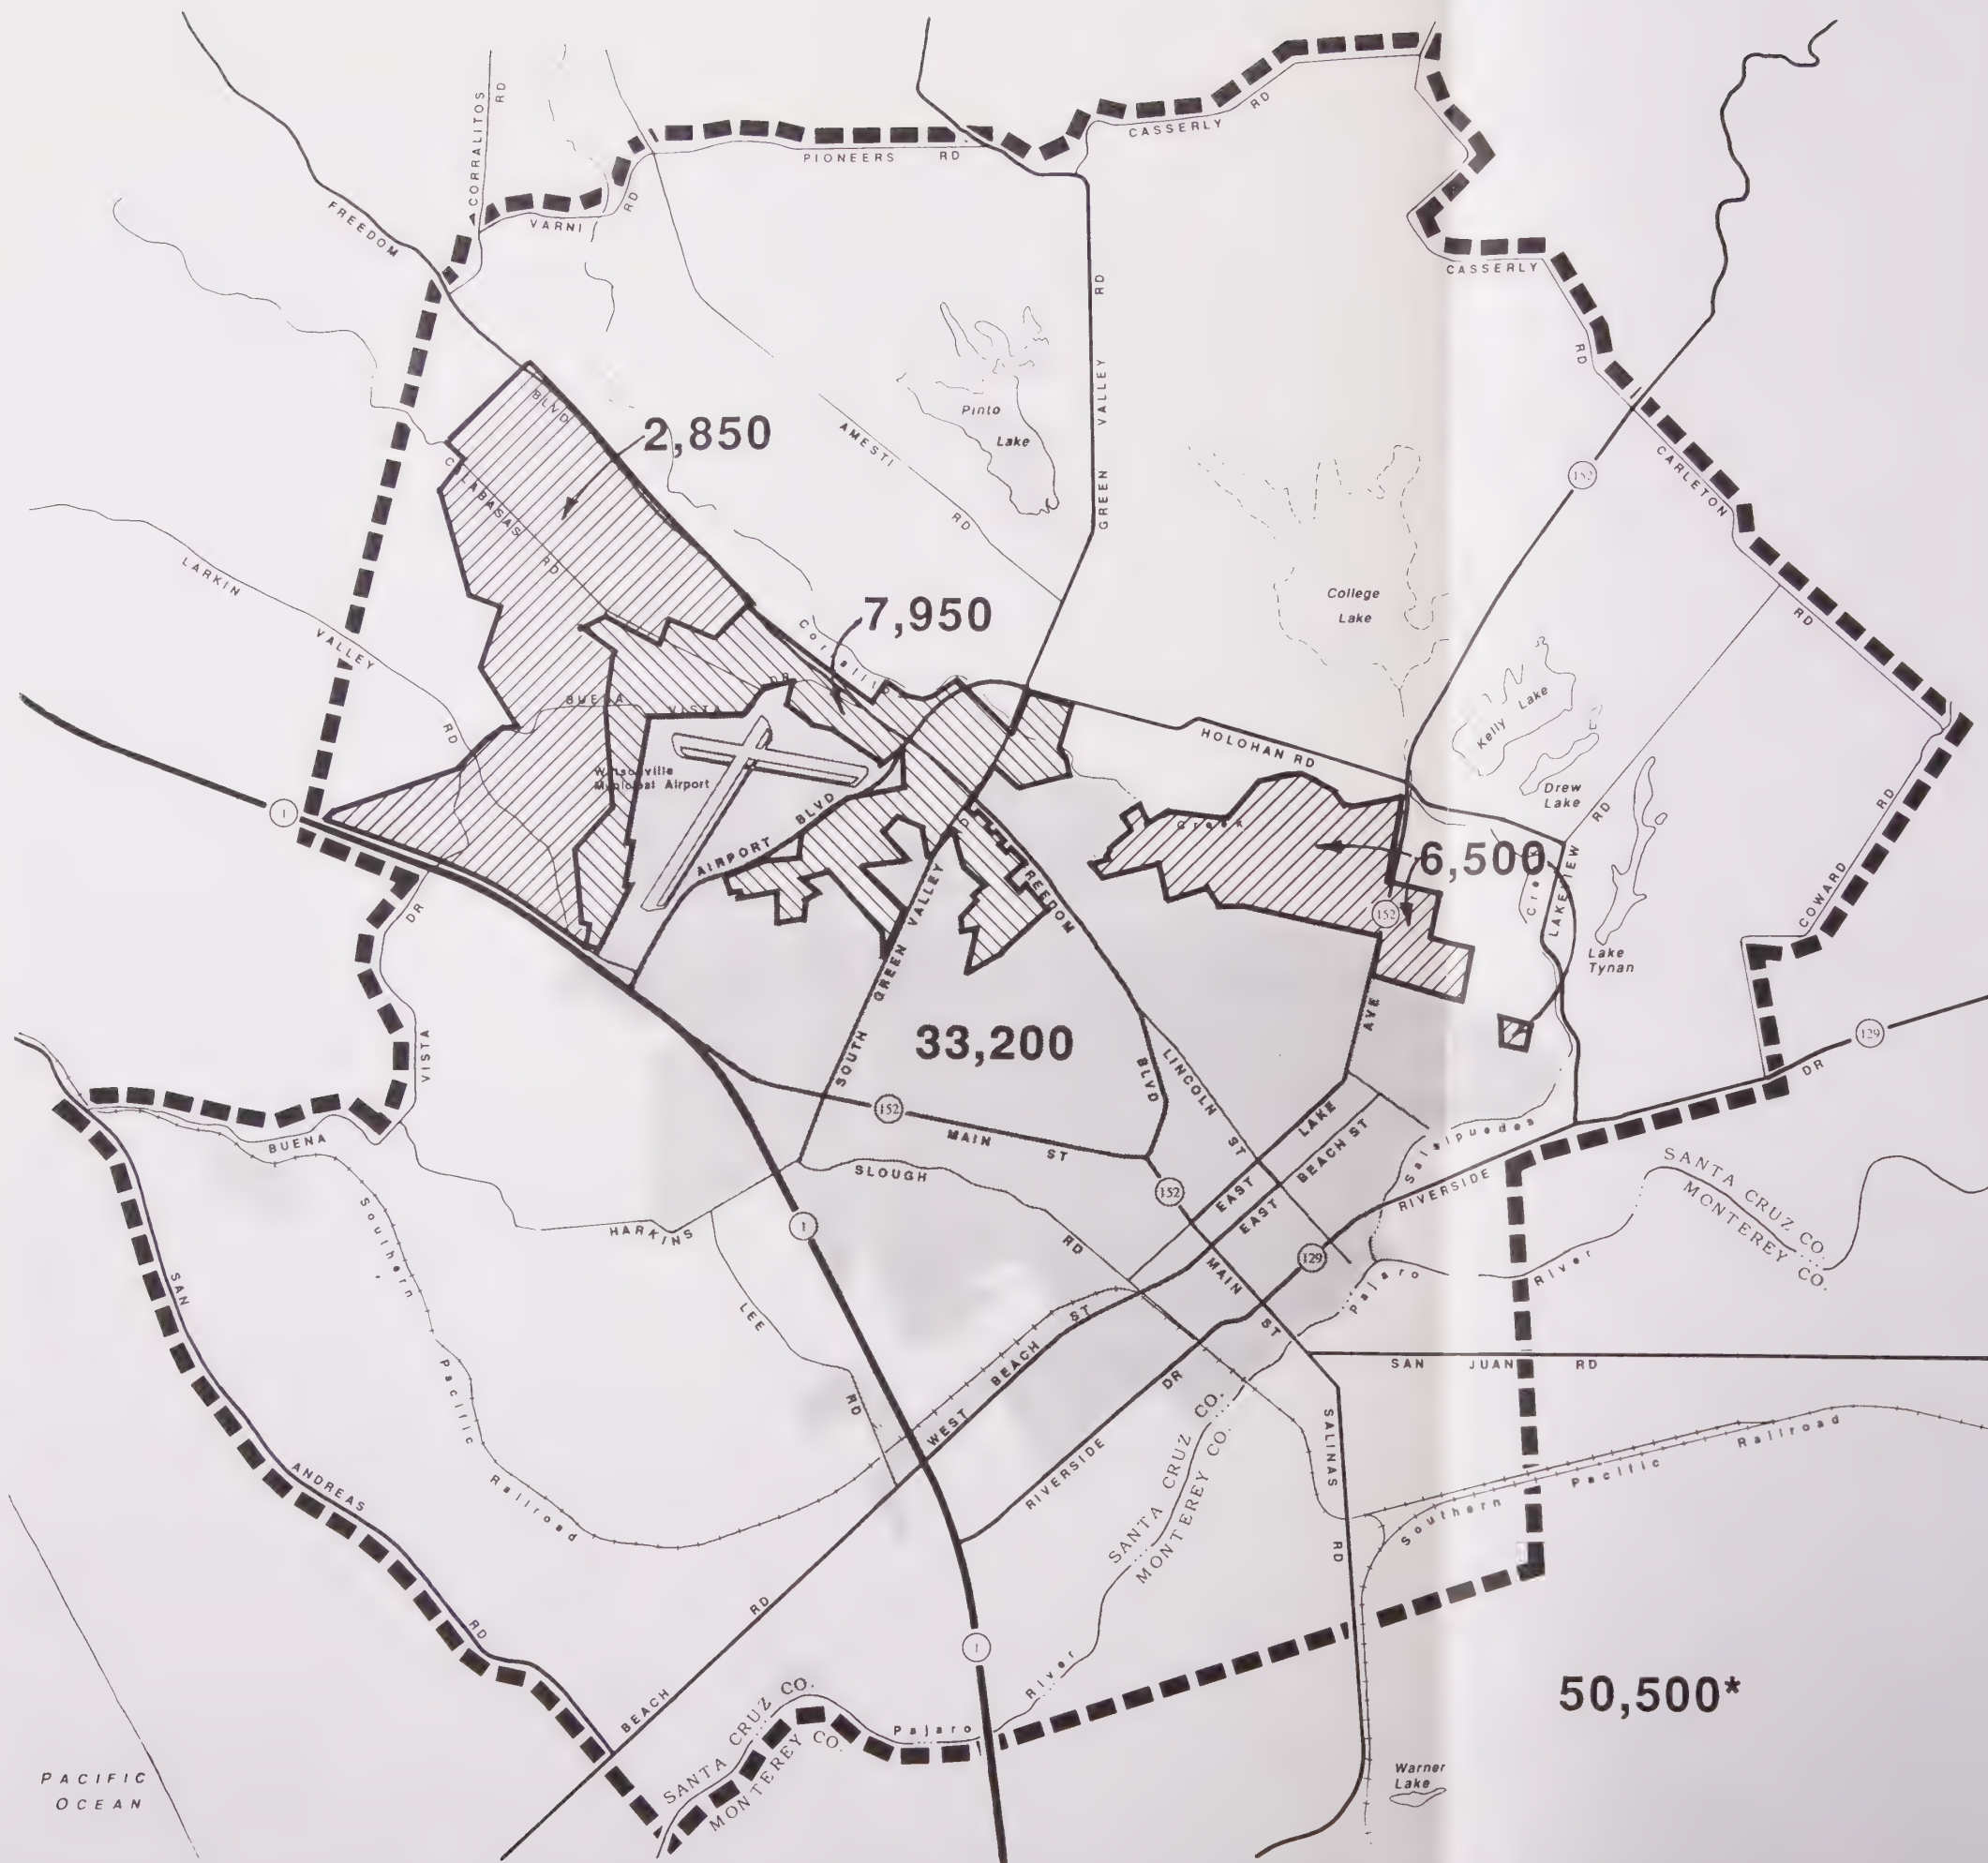 CORRALITOS RD
CASSERLY RD
PIONEERS RD
FREEDOM
VARNI RD
CASSERLY
RD
GREEN VALLEY RD
BLVD
2,850
Pinto
Lake
AMESTI RD
152
CARLETON
RD
CALABASAS RD
LARKIN
VALLEY
RD
College
Lake
7,950
Corralitos
Creek
BUENA VISTA DR
Kelly Lake
HOLOHAN RD
Watsonville
Municipal Airport
Drew
Lake
RD
COWARD RD
1
AIRPORT BLVD
6,500
Creek
LAKEVIEW
152
FREEDOM
DR
Lake
Tynan
SOUTH GREEN VALLEY RD
33,200
AVE
129
DR
VISTA
BLVD
LINCOLN ST
152
MAIN ST
EAST LAKE
EAST BEACH ST
Salsipuedes
BUENA
SLOUGH
RD
152
RIVERSIDE
SANTA CRUZ CO.
MONTEREY CO.
HARKINS
1
129
Southern
Pacific
Railroad
SAN
ANDREAS
RD
LEE
RD
MAIN ST
Pajaro River
WEST BEACH ST
SAN JUAN RD
RIVERSIDE DR
SANTA CRUZ CO.
MONTEREY CO.
SALINAS
RD
Southern Pacific Railroad
BEACH RD
1
River
Pajaro
50,500*
SANTA CRUZ CO.
MONTEREY CO.
Warner
Lake
PACIFIC
OCEAN